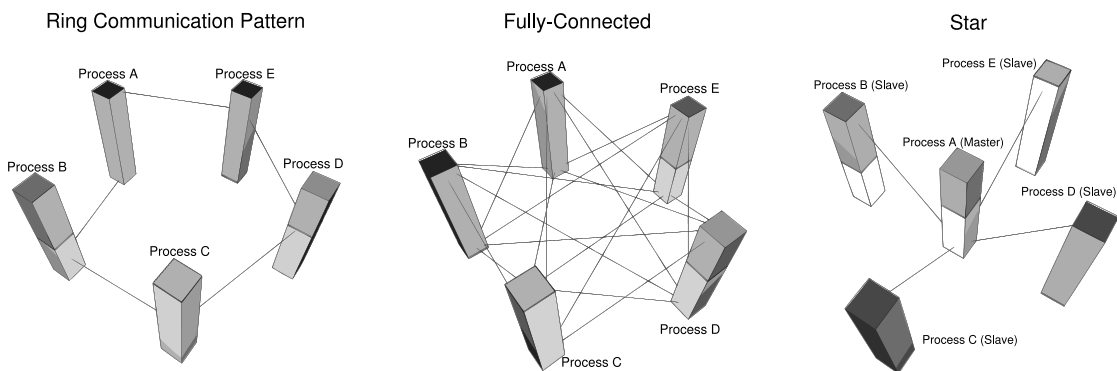 Ring Communication Pattern
Process A
Process E
Process B
Process D
Process C
Fully-Connected
Process A
Process E
Process B
Process D
Process C
Star
Process E (Slave)
Process B (Slave)
Process A (Master)
Process D (Slave)
Process C (Slave)